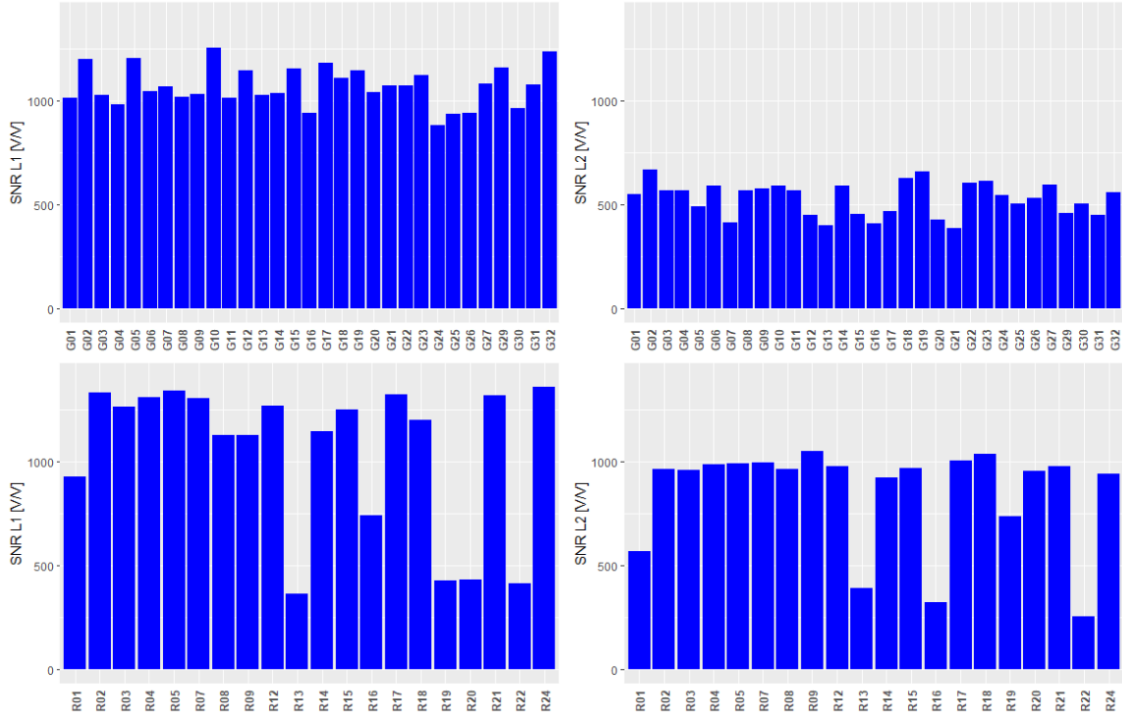 SNR L1 [V/V]
1000
500
0
G01 G02 G03 G04 G05 G06 G07 G08 G09 G10 G11 G12 G13 G14 G15 G16 G17 G18 G19 G20 G21 G22 G23 G24 G25 G26 G27 G29 G30 G31 G32
SNR L2 [V/V]
1000
500
0
G01 G02 G03 G04 G05 G06 G07 G08 G09 G10 G11 G12 G13 G14 G15 G16 G17 G18 G19 G20 G21 G22 G23 G24 G25 G26 G27 G29 G30 G31 G32
SNR L1 [V/V]
1000
500
0
R01 R02 R03 R04 R05 R07 R08 R09 R12 R13 R14 R15 R16 R17 R18 R19 R20 R21 R22 R24
SNR L2 [V/V]
1000
500
0
R01 R02 R03 R04 R05 R07 R08 R09 R12 R13 R14 R15 R16 R17 R18 R19 R20 R21 R22 R24